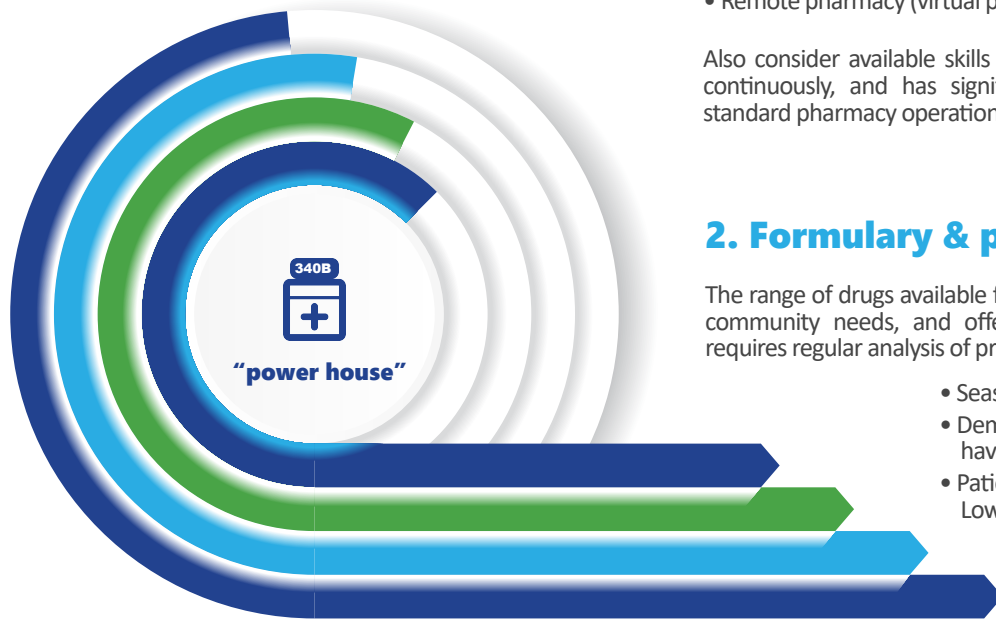 • Remote pharmacy (virtual p
Also consider available skills
continuously, and has signi
standard pharmacy operation
340B
“power house”
2. Formulary & p
The range of drugs available
community needs, and offe
requires regular analysis of pr
• Seas
• Dem
hav
• Patie
Low